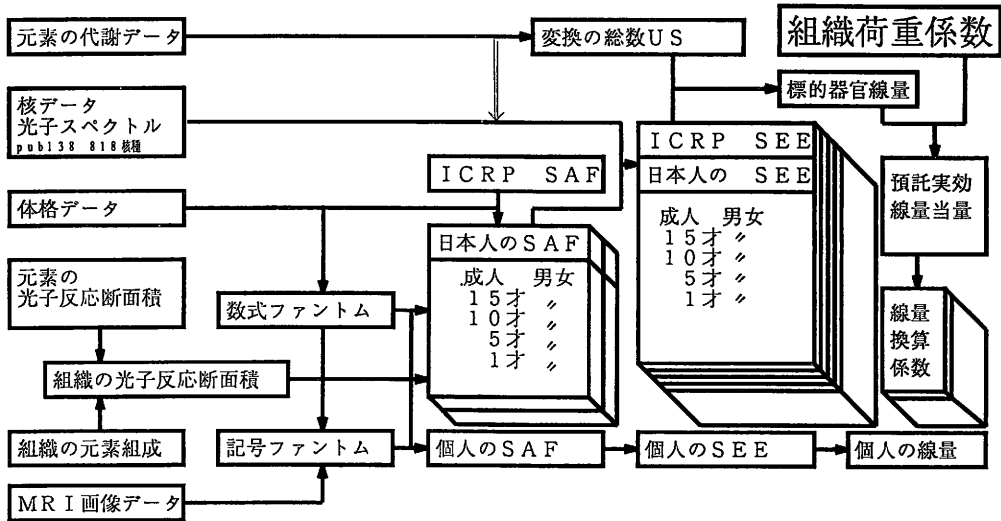 元素の代謝データ
変換の総数US
組織荷重係数
核データ
光子スペクトル
publ38 818核種
標的器官線量
ICRP SAF
ICRP SEE
日本人の SEE
成人 男女
15才 〃
10才 〃
5才 〃
1才 〃
預託実効
線量当量
体格データ
日本人のSAF
成人 男女
15才 〃
10才 〃
5才 〃
1才 〃
元素の
光子反応断面積
数式ファントム
線量
換算
係数
組織の光子反応断面積
組織の元素組成
記号ファントム
個人のSAF
個人のSEE
個人の線量
MRI画像データ